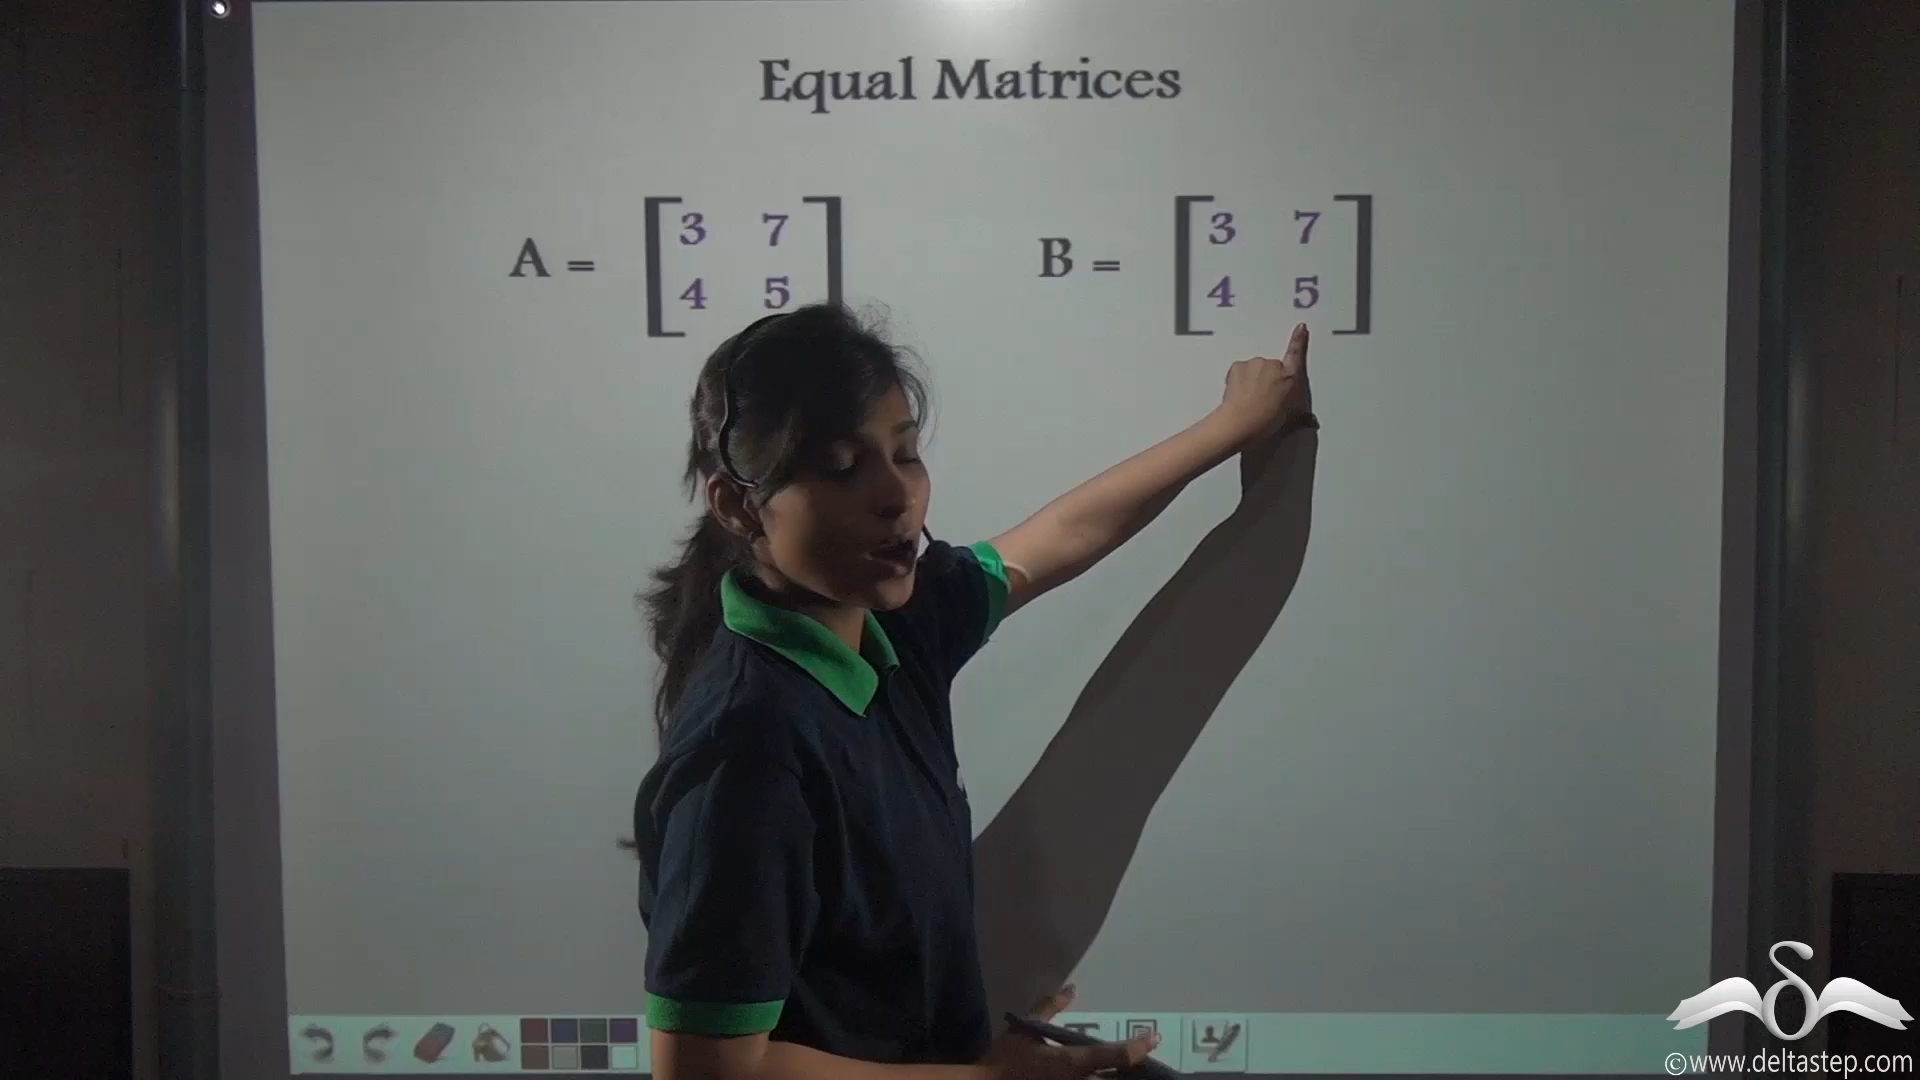 Equal Matrices
A = [3 7
4 5]
B = [3 7
4 5]
©www.deltastep.com